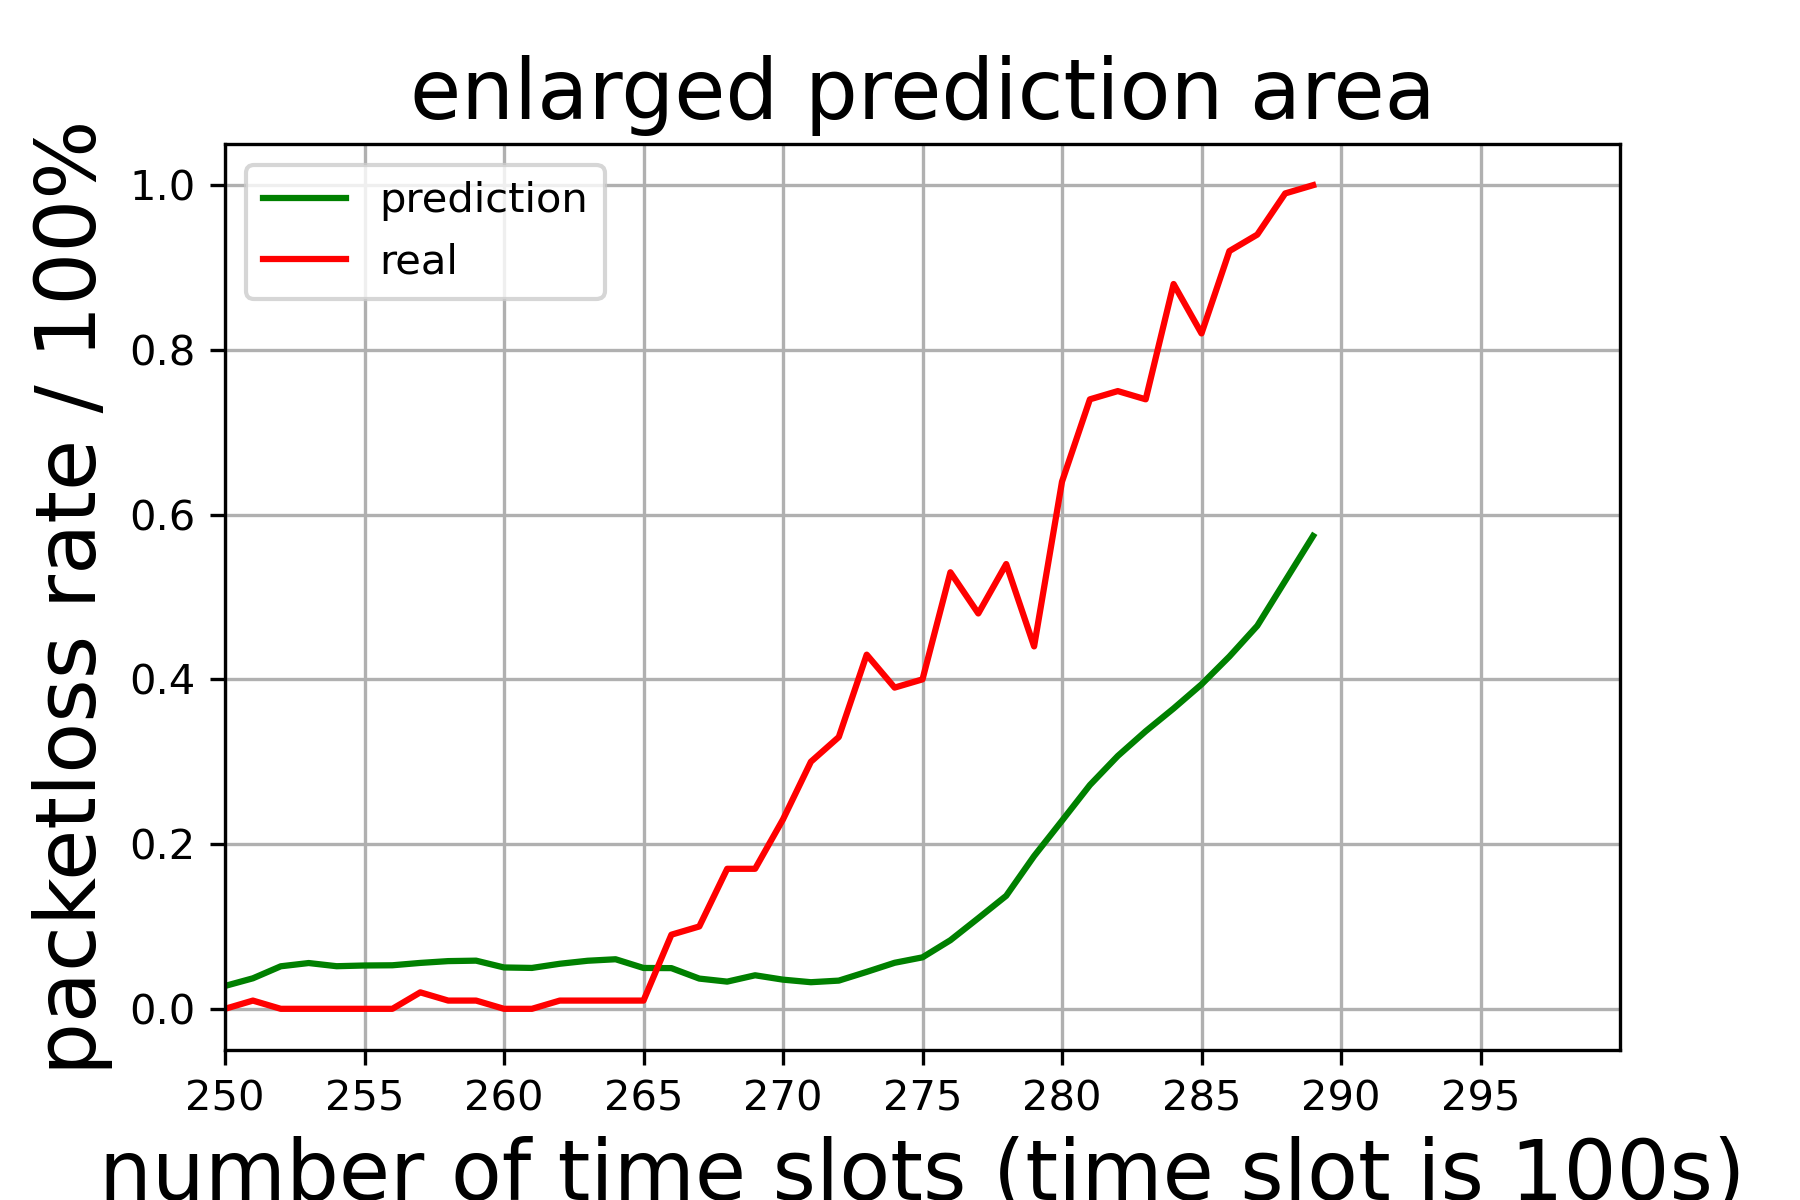 enlarged prediction area
packetloss rate / 100%
1.0
0.8
0.6
0.4
0.2
0.0
prediction
real
250 255 260 265 270 275 280 285 290 295
number of time slots (time slot is 100s)